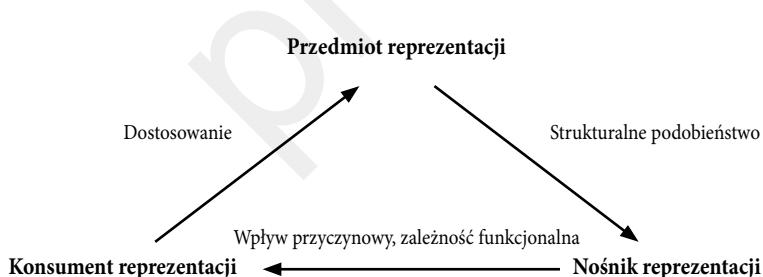 Przedmiot reprezentacji
Dostosowanie
Strukturalne podobieństwo
Wpływ przyczynowy, zależność funkcjonalna
Konsument reprezentacji
Nośnik reprezentacji